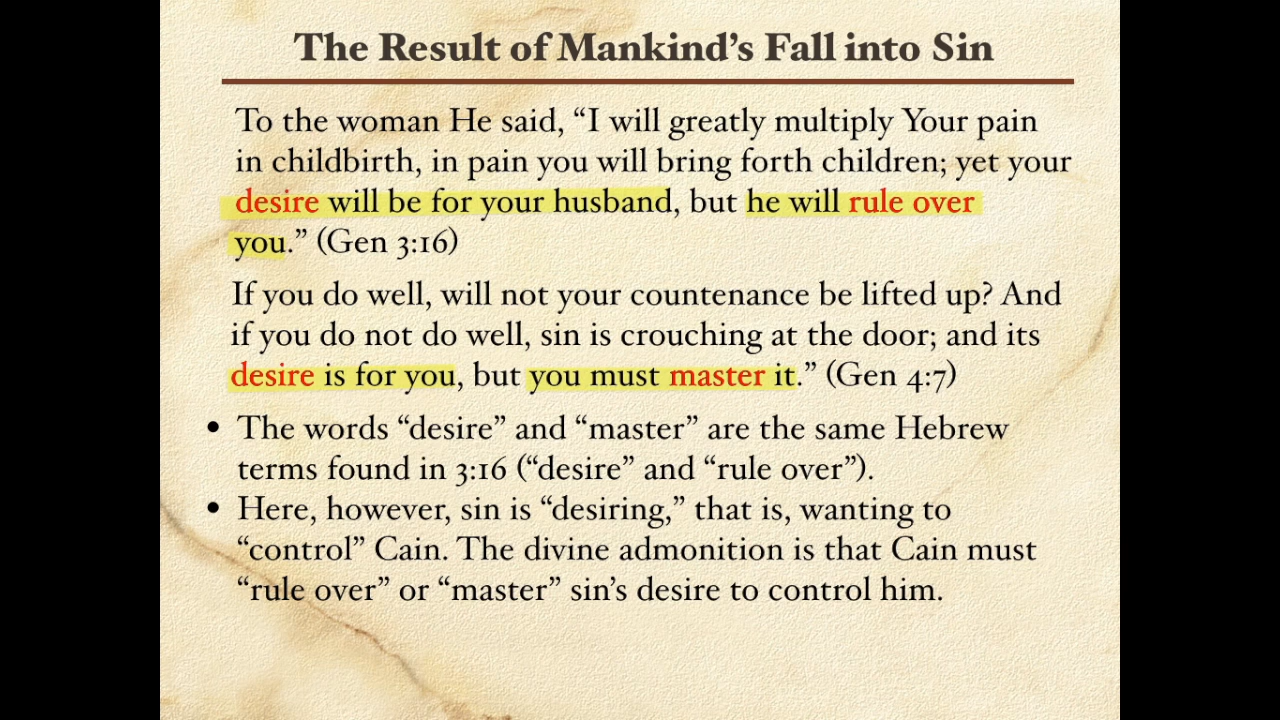 The Result of Mankind’s Fall into Sin
To the woman He said, “I will greatly multiply Your pain
in childbirth, in pain you will bring forth children; yet your
desire will be for your husband, but he will rule over
you.” (Gen 3:16)
If you do well, will not your countenance be lifted up? And
if you do not do well, sin is crouching at the door; and its
desire is for you, but you must master it.” (Gen 4:7)
• The words “desire” and “master” are the same Hebrew
terms found in 3:16 (“desire” and “rule over”).
• Here, however, sin is “desiring,” that is, wanting to
“control” Cain. The divine admonition is that Cain must
“rule over” or “master” sin’s desire to control him.